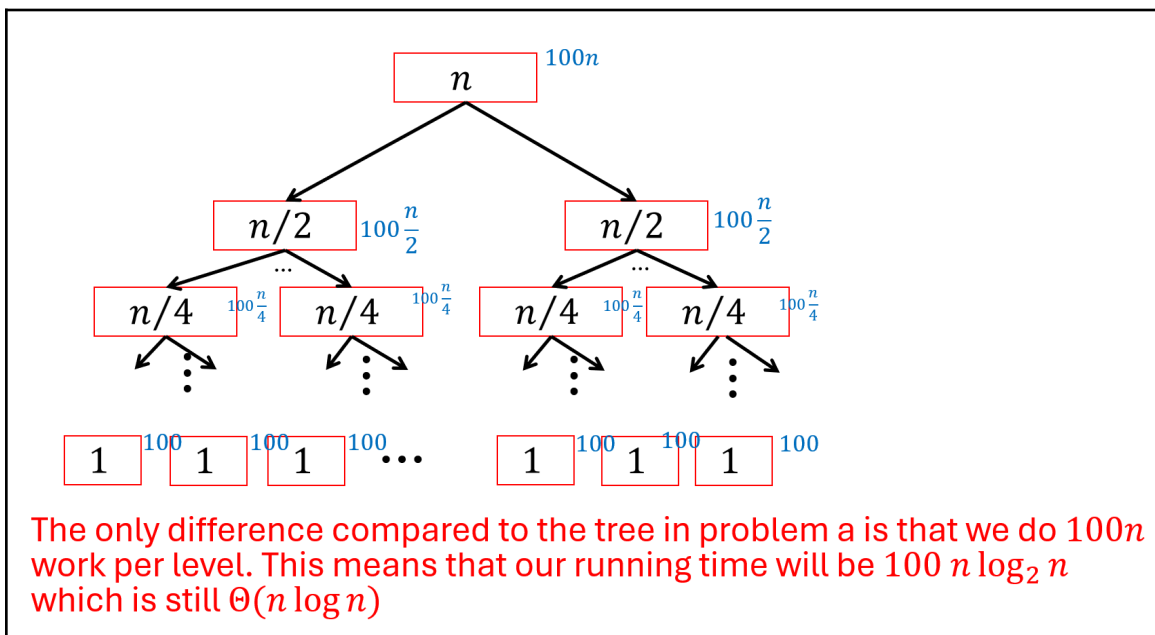 n 100n
n/2 100 n/2 n/2 100 n/2
... ...
n/4 100 n/4 n/4 100 n/4 n/4 100 n/4 n/4 100 n/4
1 100 1 100 1 100 ... 1 100 1 100 1 100
The only difference compared to the tree in problem a is that we do 100n
work per level. This means that our running time will be 100 n log₂ n
which is still Θ(n log n)